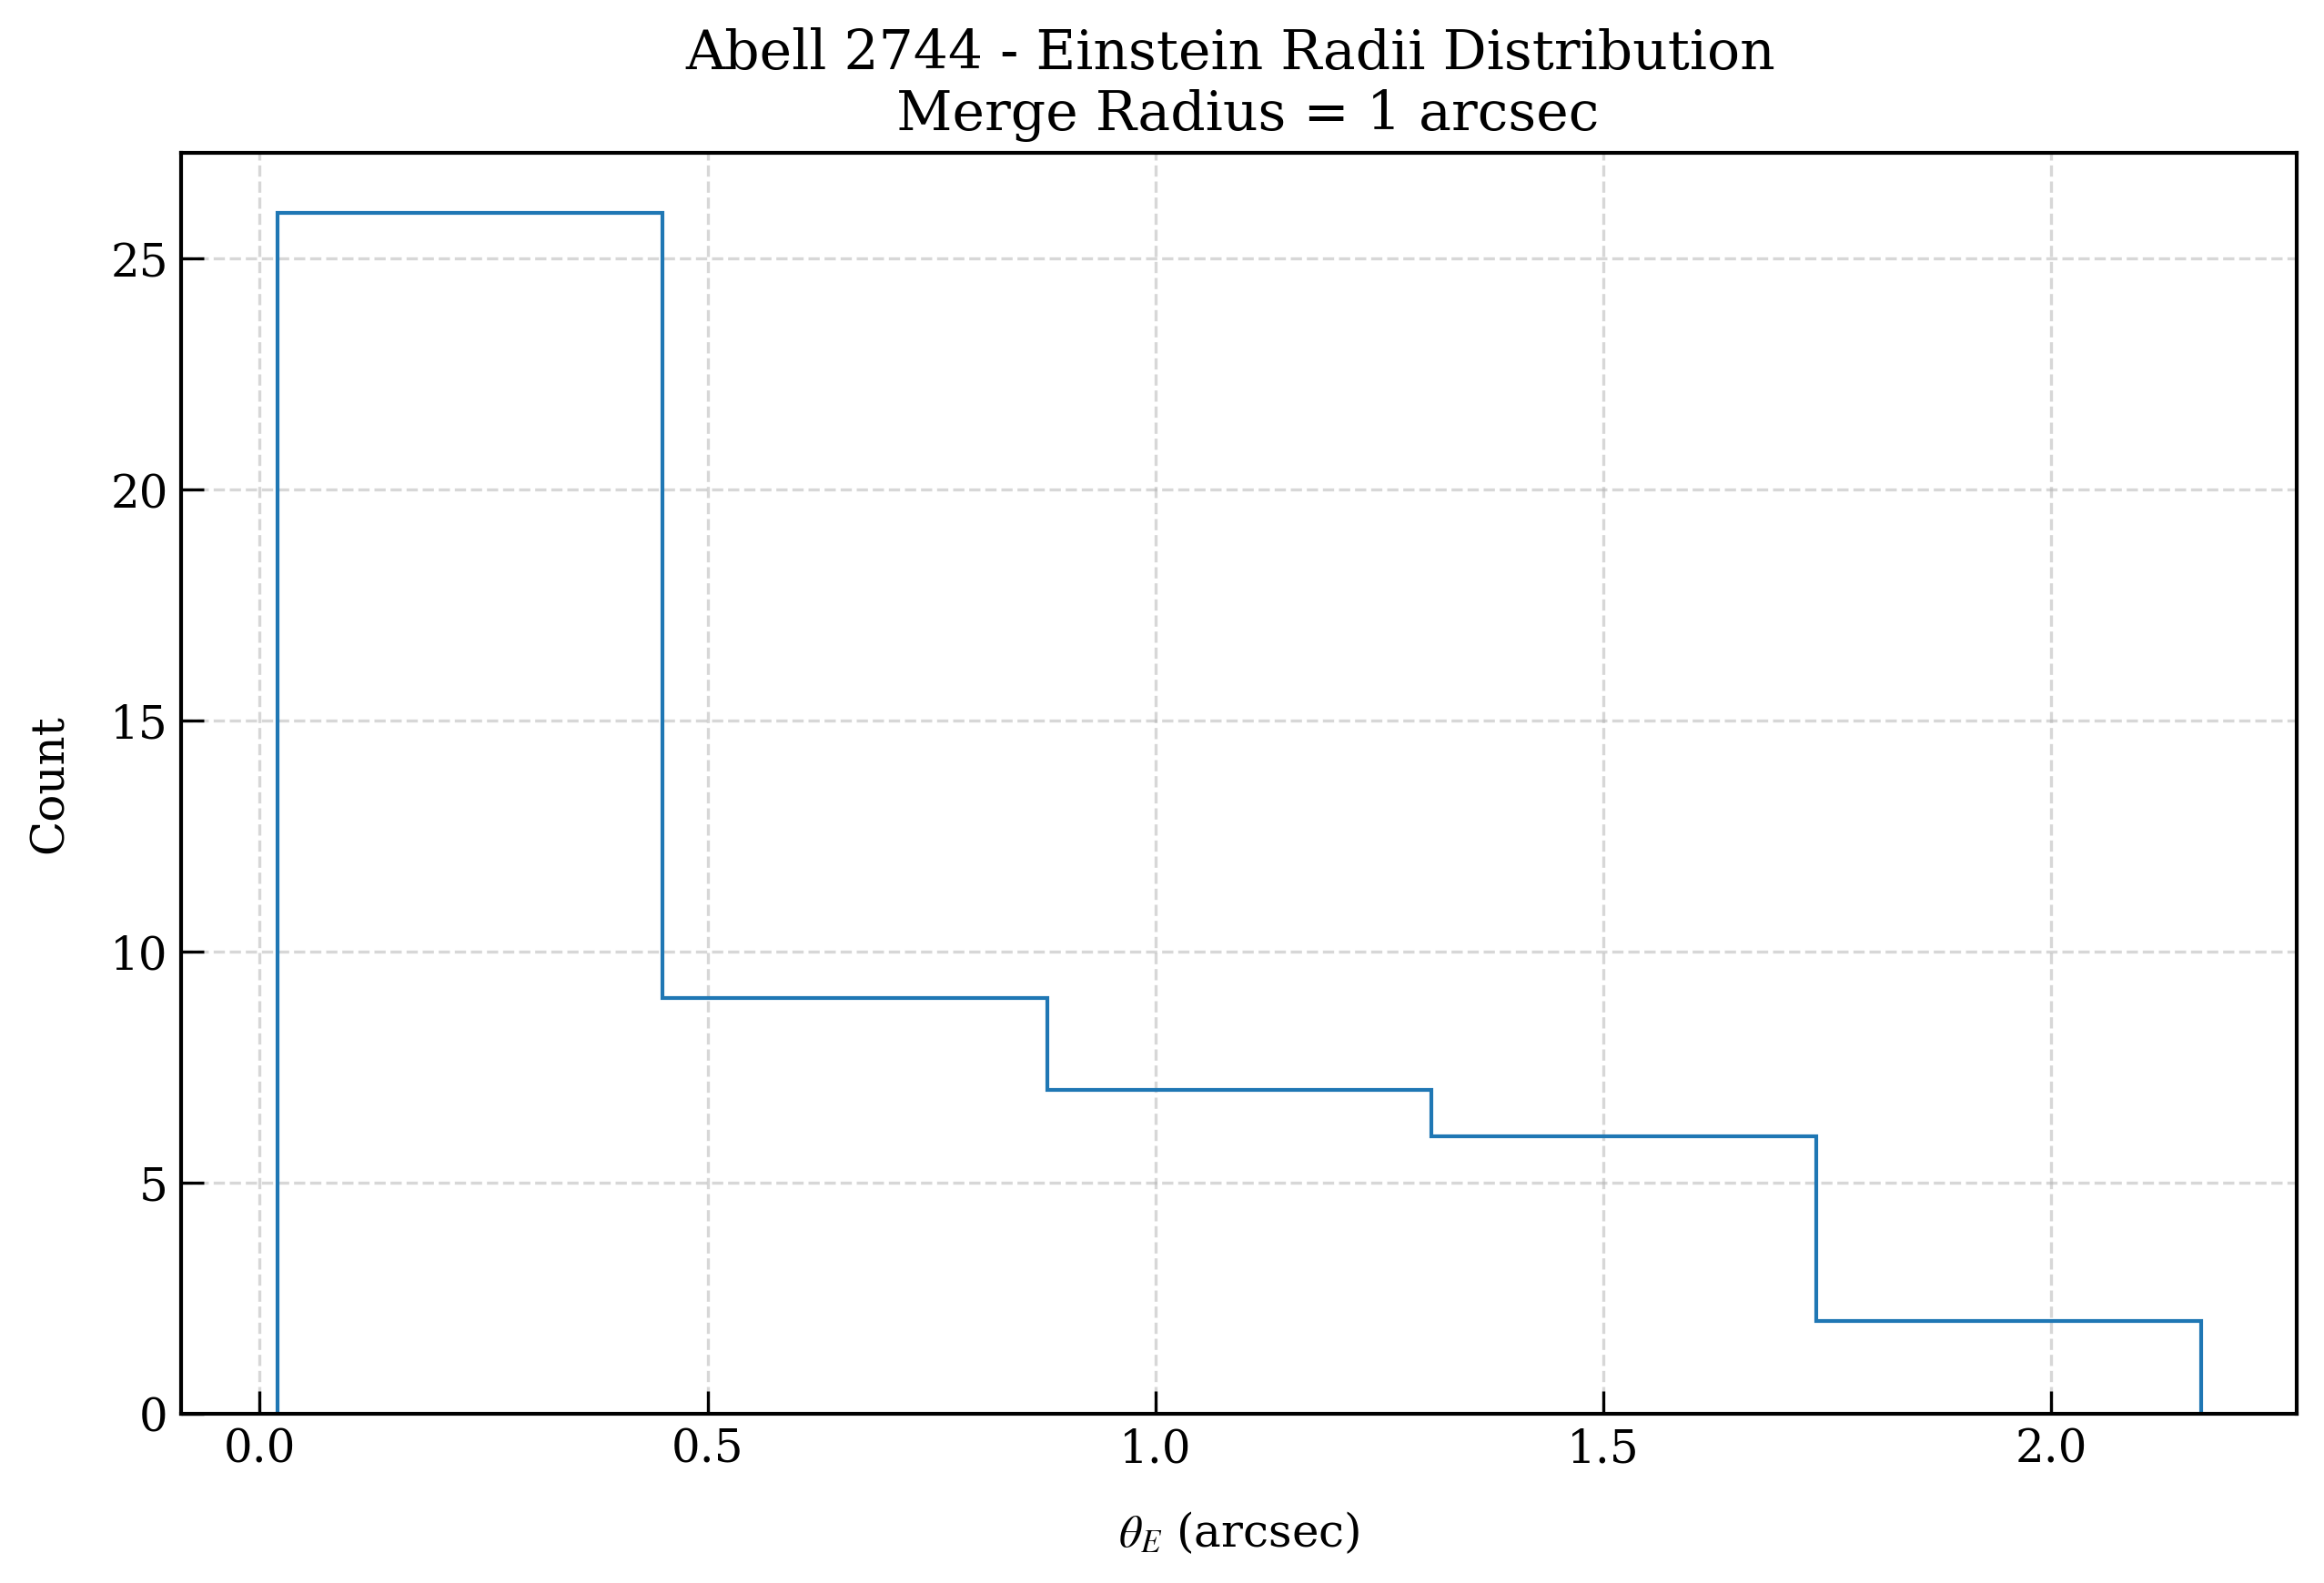 Abell 2744 - Einstein Radii Distribution
Merge Radius = 1 arcsec
25
20
15
10
5
0
Count
0.0 0.5 1.0 1.5 2.0
θ_E (arcsec)